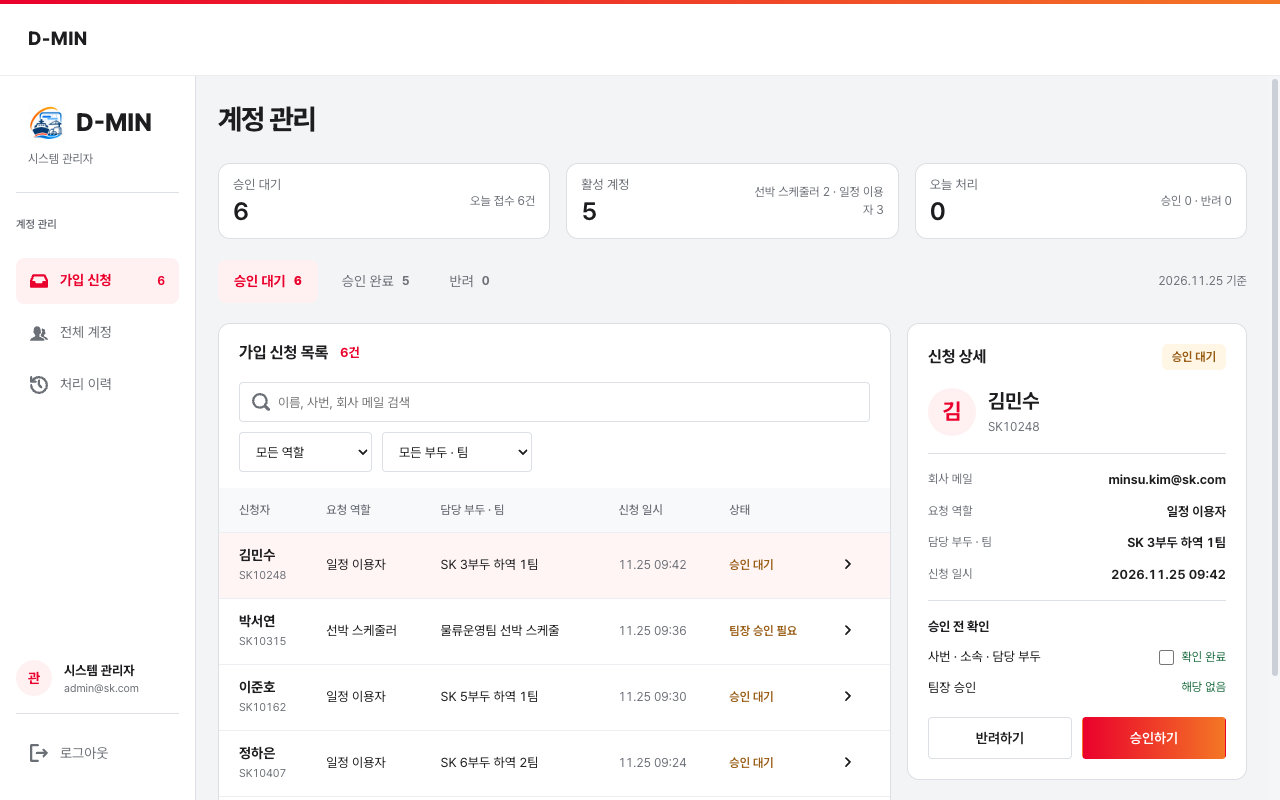 D-MIN
D-MIN
시스템 관리자
계정 관리
가입 신청 6
전체 계정
처리 이력
관
시스템 관리자
admin@sk.com
로그아웃
계정 관리
승인 대기
6
오늘 접수 6건
활성 계정
5
선박 스케줄러 2 · 일정 이용
자 3
오늘 처리
0
승인 0 · 반려 0
승인 대기 6
승인 완료 5
반려 0
2026.11.25 기준
가입 신청 목록 6건
이름, 사번, 회사 메일 검색
모든 역할
모든 부두 · 팀
신청자 요청 역할 담당 부두 · 팀 신청 일시 상태
김민수
SK10248
일정 이용자
SK 3부두 하역 1팀
11.25 09:42
승인 대기
박서연
SK10315
선박 스케줄러
물류운영팀 선박 스케줄
11.25 09:36
팀장 승인 필요
이준호
SK10162
일정 이용자
SK 5부두 하역 1팀
11.25 09:30
승인 대기
정하은
SK10407
일정 이용자
SK 6부두 하역 2팀
11.25 09:24
승인 대기
신청 상세
승인 대기
김
김민수
SK10248
회사 메일 minsu.kim@sk.com
요청 역할 일정 이용자
담당 부두 · 팀 SK 3부두 하역 1팀
신청 일시 2026.11.25 09:42
승인 전 확인
사번 · 소속 · 담당 부두 확인 완료
팀장 승인 해당 없음
반려하기
승인하기